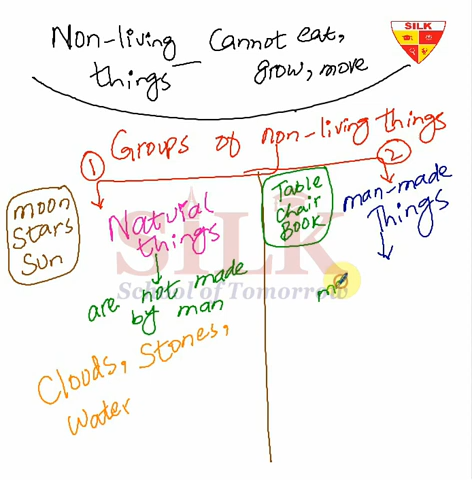 Non-living things – Cannot eat, grow, move
SILK
Groups of non-living things
1
2
moon
Stars
Sun
Natural things
Table
Chair
Book
man-made Things
SILK
School of Tomorrow
are not made by man
Clouds, Stones, water